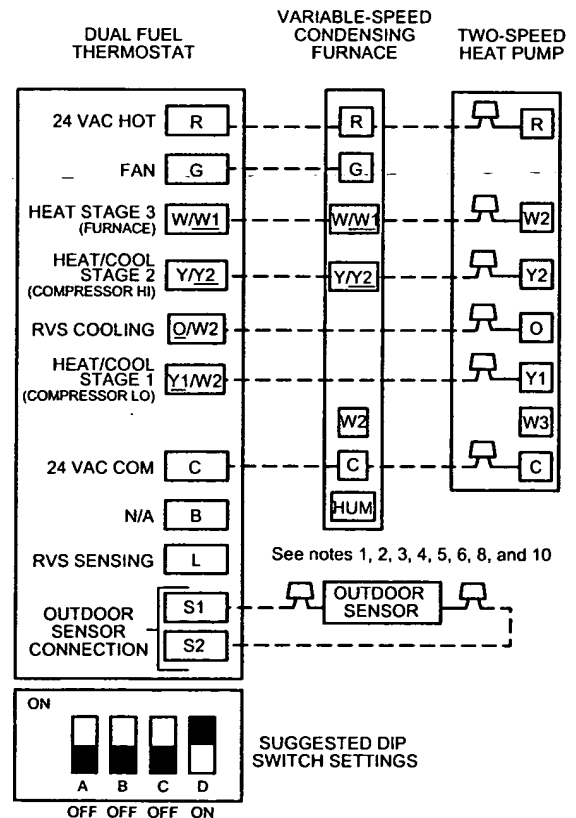 DUAL FUEL
THERMOSTAT
VARIABLE-SPEED
CONDENSING
FURNACE
TWO-SPEED
HEAT PUMP
24 VAC HOT R R R
FAN G G
HEAT STAGE 3
(FURNACE)
W/W1 W/W1 W2
HEAT/COOL
STAGE 2
(COMPRESSOR HI)
Y/Y2 Y/Y2 Y2
RVS COOLING O/W2 O
HEAT/COOL
STAGE 1
(COMPRESSOR LO)
Y1/W2 Y1
W2 W3
24 VAC COM C C C
N/A B HUM
RVS SENSING L
See notes 1, 2, 3, 4, 5, 6, 8, and 10
OUTDOOR
SENSOR
CONNECTION
S1
S2
OUTDOOR
SENSOR
ON
A B C D
OFF OFF OFF ON
SUGGESTED DIP
SWITCH SETTINGS